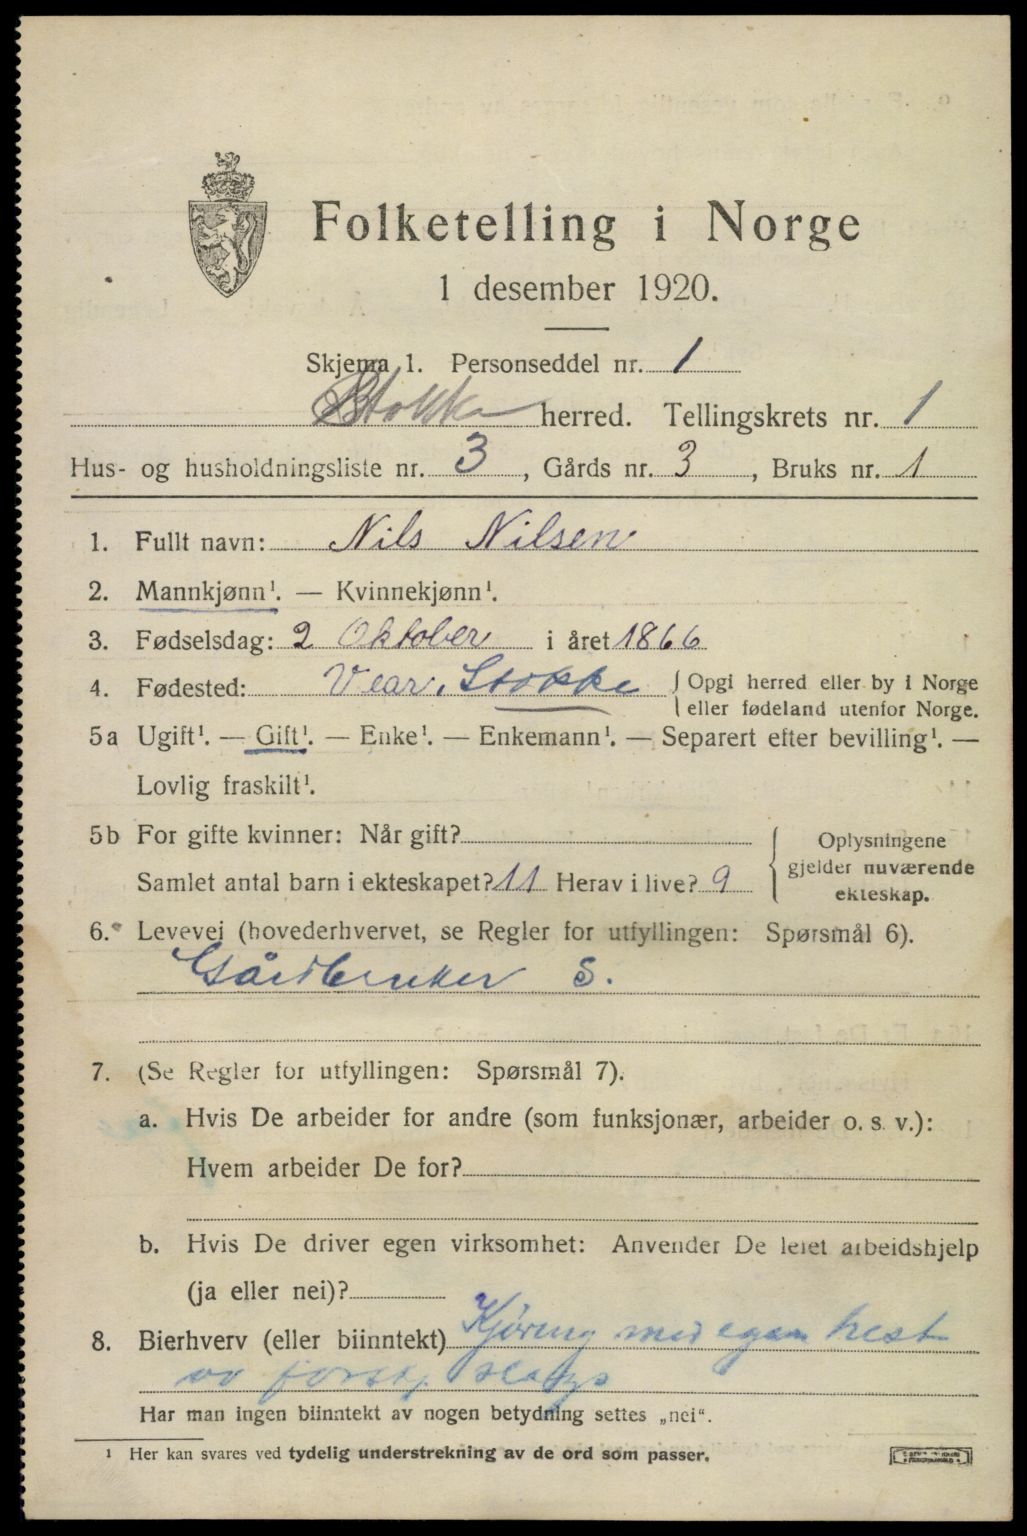 Folketelling i Norge
1 desember 1920.
Skjema 1. Personseddel nr. 1
Stokke herred. Tellingskrets nr. 1
Hus- og husholdningsliste nr. 3, Gårds nr. 3, Bruks nr. 1
1. Fullt navn: Nils Nilsen
2. Mannkjønn¹. — Kvinnekjønn¹.
3. Fødselsdag: 2 Oktober i året 1866
4. Fødested: Vear, Stokke { Opgi herred eller by i Norge
eller fødeland utenfor Norge.
5a Ugift¹. — Gift¹. — Enke¹. — Enkemann¹. — Separert efter bevilling¹. —
Lovlig fraskilt¹.
5b For gifte kvinner: Når gift?
Samlet antal barn i ekteskapet? 11 Herav i live? 9
{ Oplysningene
gjelder nuværende
ekteskap.
6. Levevei (hovederhvervet, se Regler for utfyllingen: Spørsmål 6).
Gårdbruker S.
7. (Se Regler for utfyllingen: Spørsmål 7).
a. Hvis De arbeider for andre (som funksjonær, arbeider o. s. v.):
Hvem arbeider De for?
b. Hvis De driver egen virksomhet: Anvender De leiet arbeidshjelp
(ja eller nei)?
8. Bierhverv (eller biinntekt) Kjøring med egen hest
av forskj. slags
Har man ingen biinntekt av nogen betydning settes „nei“.
¹ Her kan svares ved tydelig understrekning av de ord som passer.